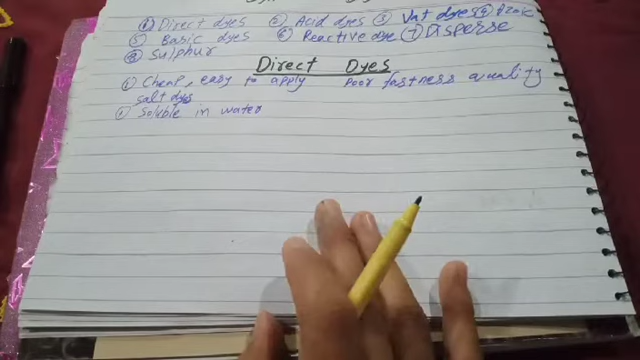 ① Direct dyes ② Acid dyes ③ Vat dyes ④ Azoic
⑤ Basic dyes ⑥ Reactive dye ⑦ Disperse
⑧ Sulphur
Direct Dyes
Cheap, easy to apply poor fastness quality
salt dyes
① Soluble in water